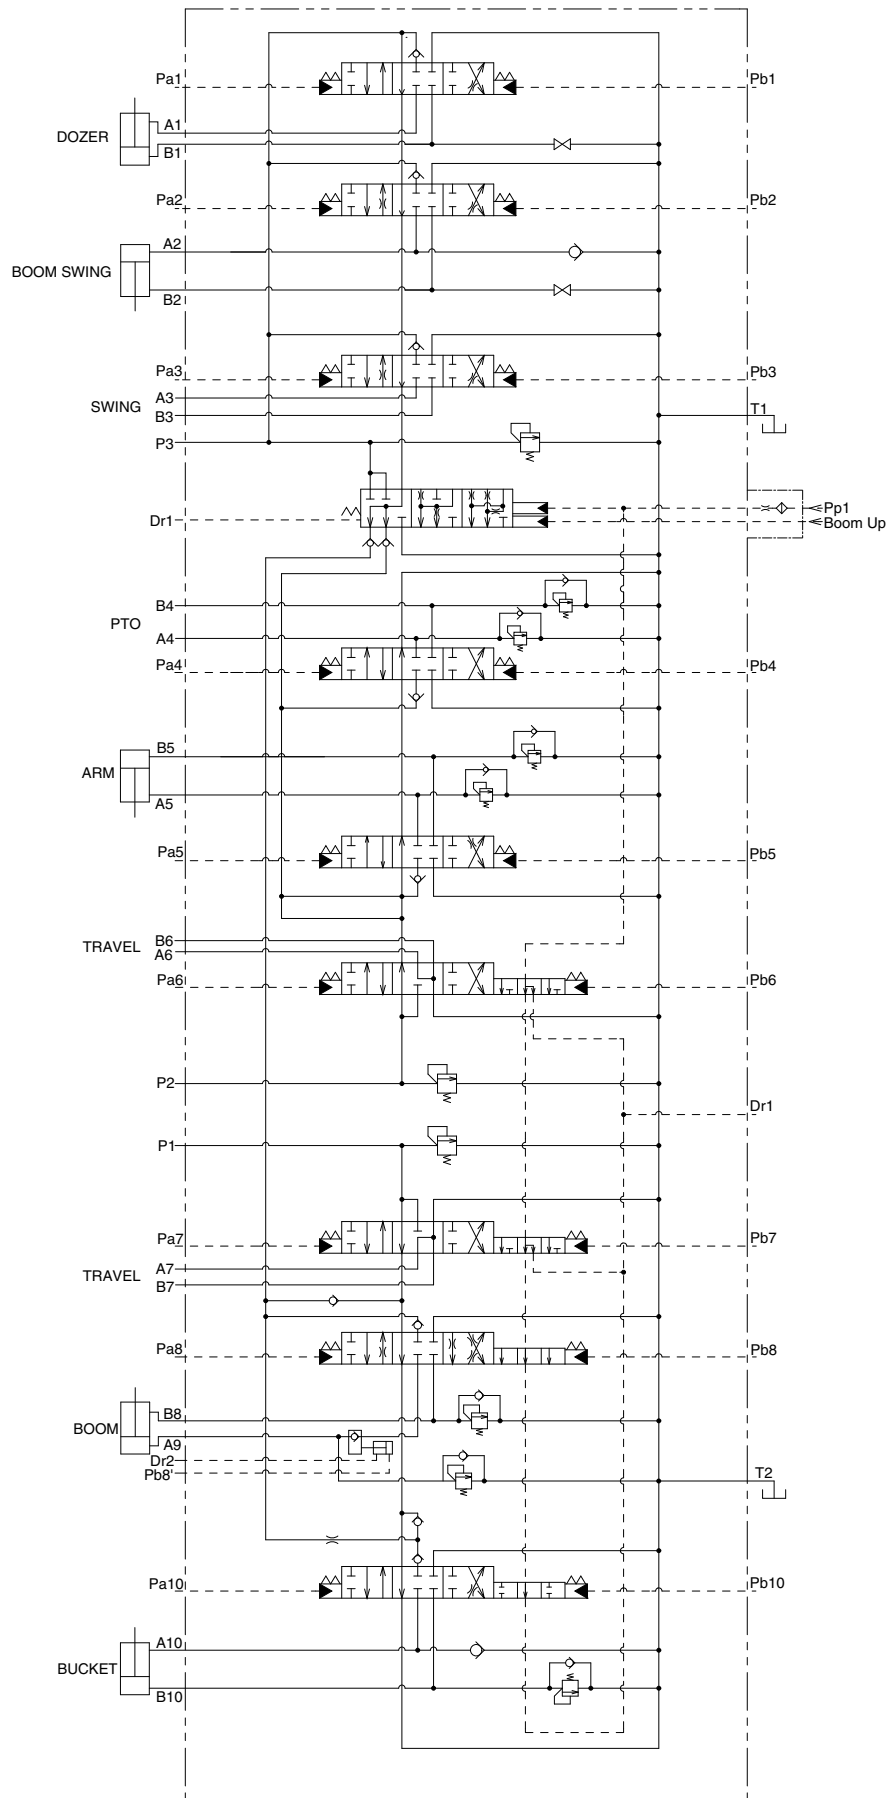 Pa1 Pb1
A1
DOZER
B1
Pa2 Pb2
A2
BOOM SWING
B2
Pa3 Pb3
A3
SWING
B3
T1
P3
Pp1
Dr1
Boom Up
B4
PTO
A4
Pa4 Pb4
B5
ARM
A5
Pa5 Pb5
B6
TRAVEL
A6
Pa6 Pb6
P2
Dr1
P1
Pa7 Pb7
A7
TRAVEL
B7
Pa8 Pb8
B8
BOOM
A9
Dr2
Pb8'
T2
Pa10 Pb10
A10
BUCKET
B10